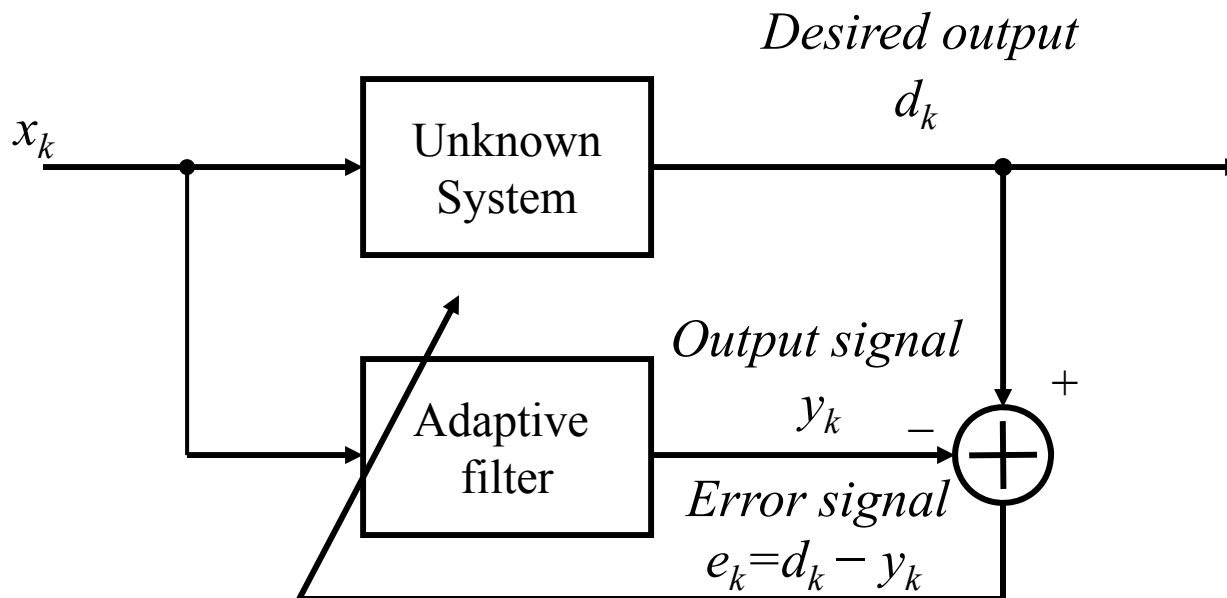 Desired output
d_k
x_k
Unknown
System
Output signal
y_k
−
+
Adaptive
filter
Error signal
e_k=d_k − y_k